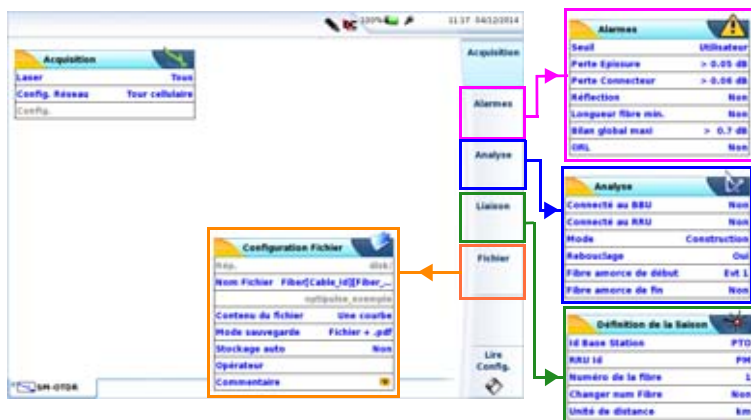 100%
11:17 04/12/2014
Acquisition
Laser Tous
Config. Réseau Tour cellulaire
Config.
Acquisition
Alarmes
Analyse
Liaison
Fichier
Lire
Config.
Configuration Fichier
Rép. disk/
Nom Fichier Fiber[Cable_Id][Fiber_...
optipulse_exemple
Contenu du fichier Une courbe
Mode sauvegarde Fichier + .pdf
Stockage auto Non
Opérateur
Commentaire
SM-OTDR
Alarmes
Seuil Utilisateur
Perte Epissure > 0.05 dB
Perte Connecteur > 0.06 dB
Réflection Non
Longueur fibre min. Non
Bilan global maxi > 0.7 dB
ORL Non
Analyse
Connecté au BBU Non
Connecté au RRU Non
Mode Construction
Rebouclage Oui
Fibre amorce de début Evt 1
Fibre amorce de fin Non
Définition de la liaison
Id Base Station PTO
RRU Id PM
Numéro de la fibre 1
Changer num Fibre Non
Unité de distance km